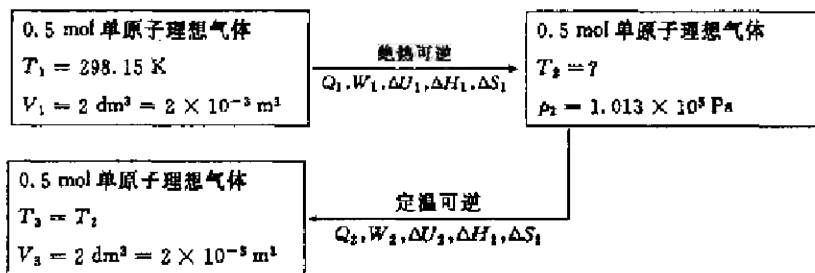 0.5 mol 单原子理想气体
T₁ = 298.15 K
V₁ = 2 dm³ = 2 × 10⁻³ m³
绝热可逆
Q₁,W₁,ΔU₁,ΔH₁,ΔS₁
0.5 mol 单原子理想气体
T₂ = ?
p₂ = 1.013 × 10⁵ Pa
0.5 mol 单原子理想气体
T₃ = T₂
V₃ = 2 dm³ = 2 × 10⁻³ m³
定温可逆
Q₂,W₂,ΔU₂,ΔH₂,ΔS₂